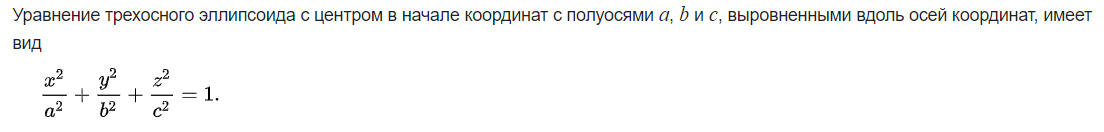 Уравнение трехосного эллипсоида с центром в начале координат с полуосями a, b и c, выровненными вдоль осей координат, имеет
вид
x²/a² + y²/b² + z²/c² = 1.